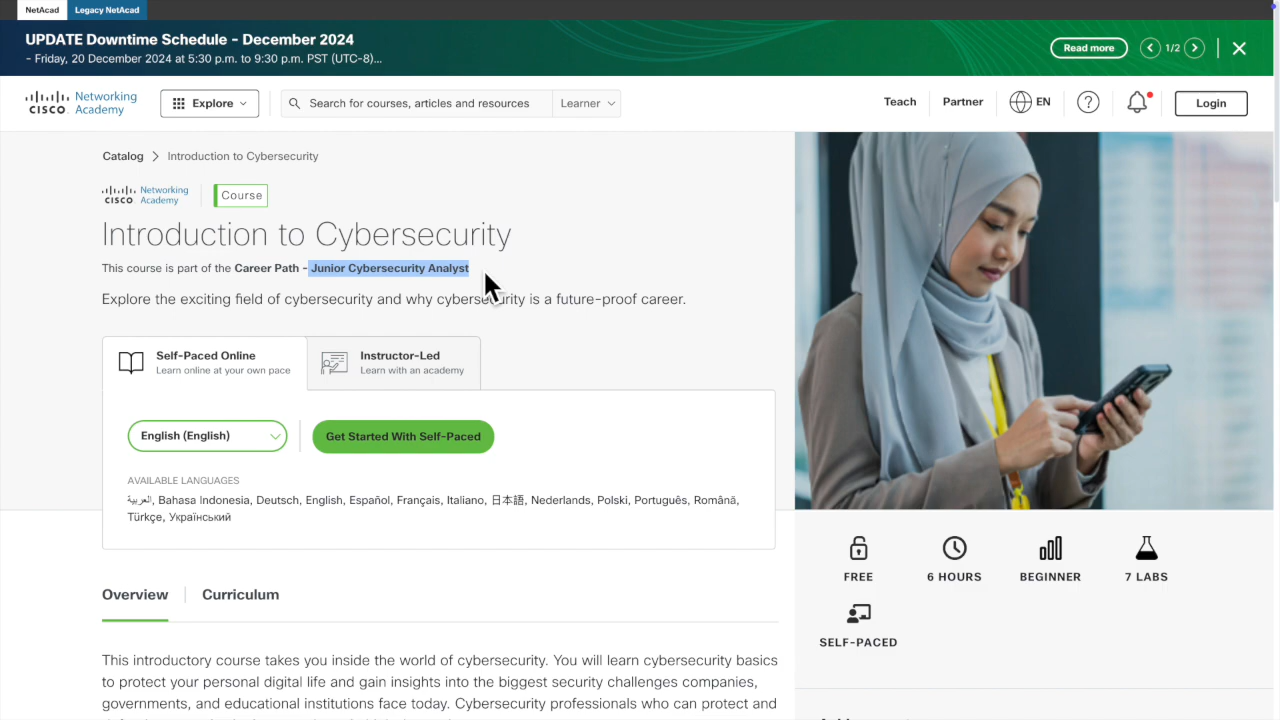 NetAcad
Legacy NetAcad
UPDATE Downtime Schedule - December 2024
- Friday, 20 December 2024 at 5:30 p.m. to 9:30 p.m. PST (UTC-8)...
Read more
1/2
CISCO
Networking
Academy
Explore
Search for courses, articles and resources
Learner
Teach
Partner
EN
Login
Catalog > Introduction to Cybersecurity
CISCO
Networking
Academy
Course
Introduction to Cybersecurity
This course is part of the Career Path - Junior Cybersecurity Analyst
Explore the exciting field of cybersecurity and why cybersecurity is a future-proof career.
Self-Paced Online
Learn online at your own pace
Instructor-Led
Learn with an academy
English (English)
Get Started With Self-Paced
AVAILABLE LANGUAGES
العربية, Bahasa Indonesia, Deutsch, English, Español, Français, Italiano, 日本語, Nederlands, Polski, Português, Română,
Türkçe, Український
FREE
6 HOURS
BEGINNER
7 LABS
SELF-PACED
Overview
Curriculum
This introductory course takes you inside the world of cybersecurity. You will learn cybersecurity basics
to protect your personal digital life and gain insights into the biggest security challenges companies,
governments, and educational institutions face today. Cybersecurity professionals who can protect and